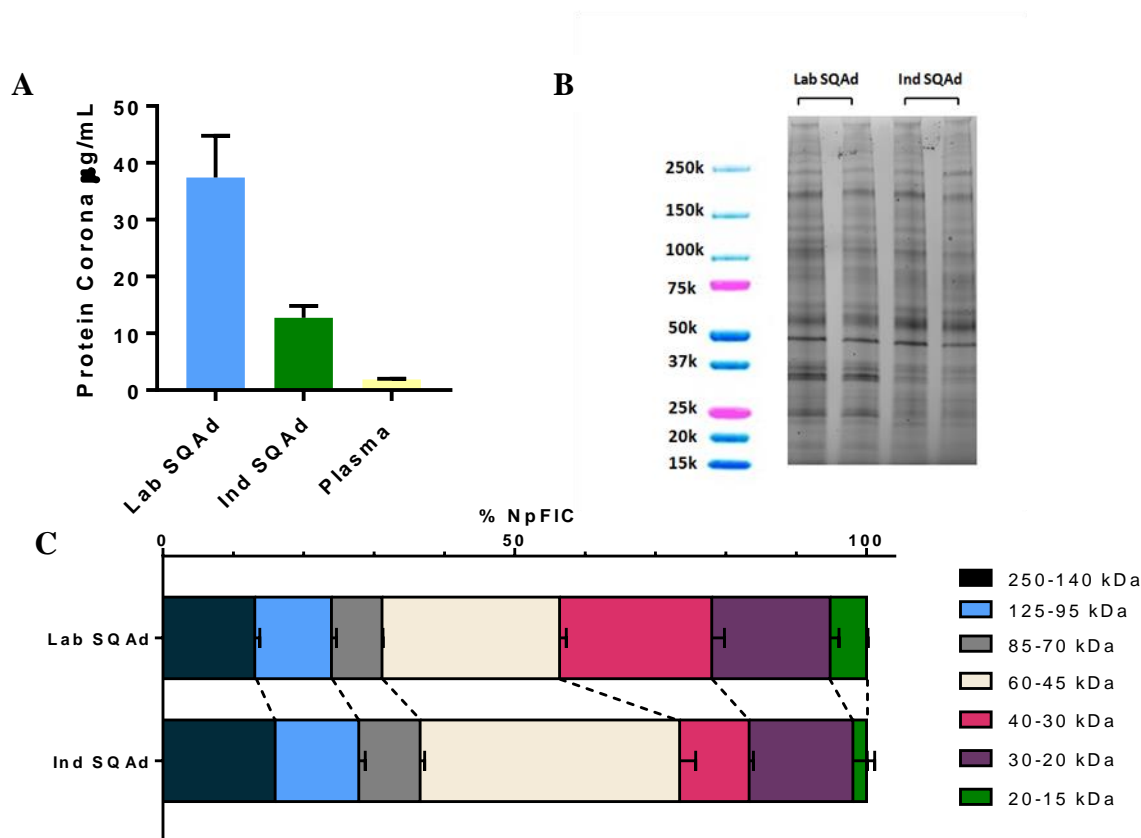 A
Protein Corona µg/mL
50
40
30
20
10
0
Lab SQAd
Ind SQAd
Plasma
B
Lab SQAd Ind SQAd
250k
150k
100k
75k
50k
37k
25k
20k
15k
C
% NpFIC
0 50 100
Lab SQAd
Ind SQAd
250-140 kDa
125-95 kDa
85-70 kDa
60-45 kDa
40-30 kDa
30-20 kDa
20-15 kDa